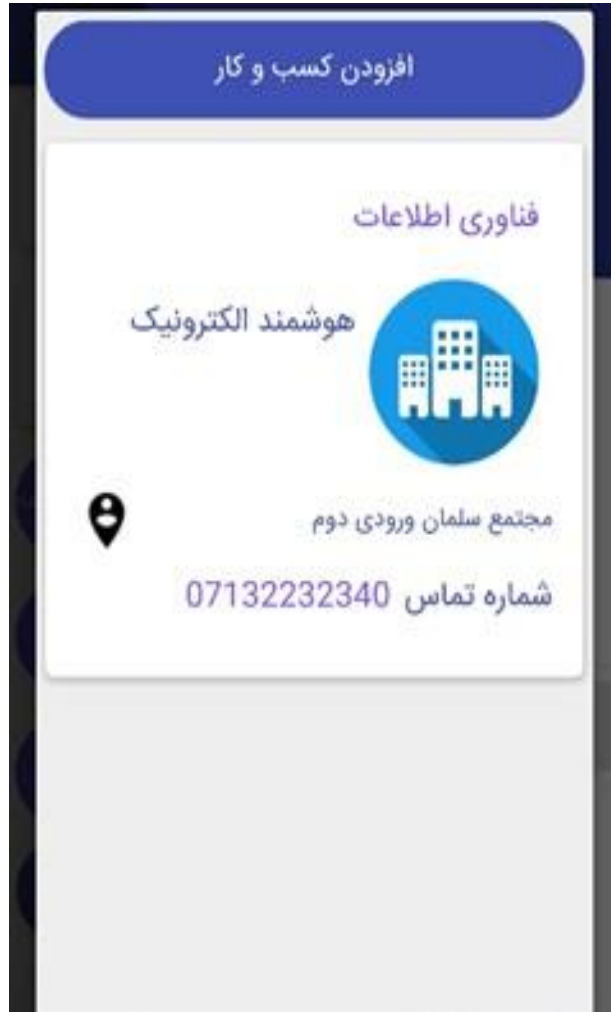 افزودن کسب و کار
فناوری اطلاعات
هوشمند الکترونیک
مجتمع سلمان ورودی دوم
شماره تماس 07132232340